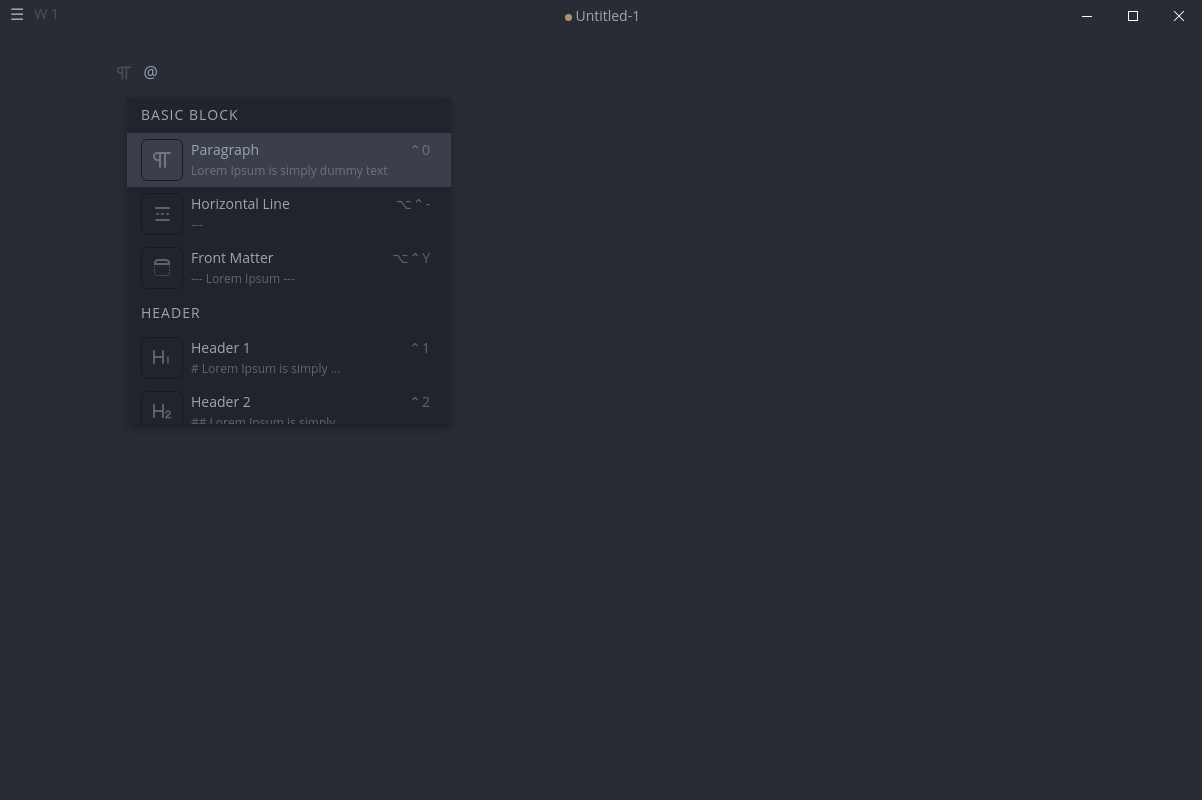 W 1
Untitled-1
@
BASIC BLOCK
Paragraph ⌃0
Lorem Ipsum is simply dummy text
Horizontal Line ⌥⌃-
---
Front Matter ⌥⌃Y
--- Lorem Ipsum ---
HEADER
Header 1 ⌃1
# Lorem Ipsum is simply ...
Header 2 ⌃2
## Lorem Ipsum is simply